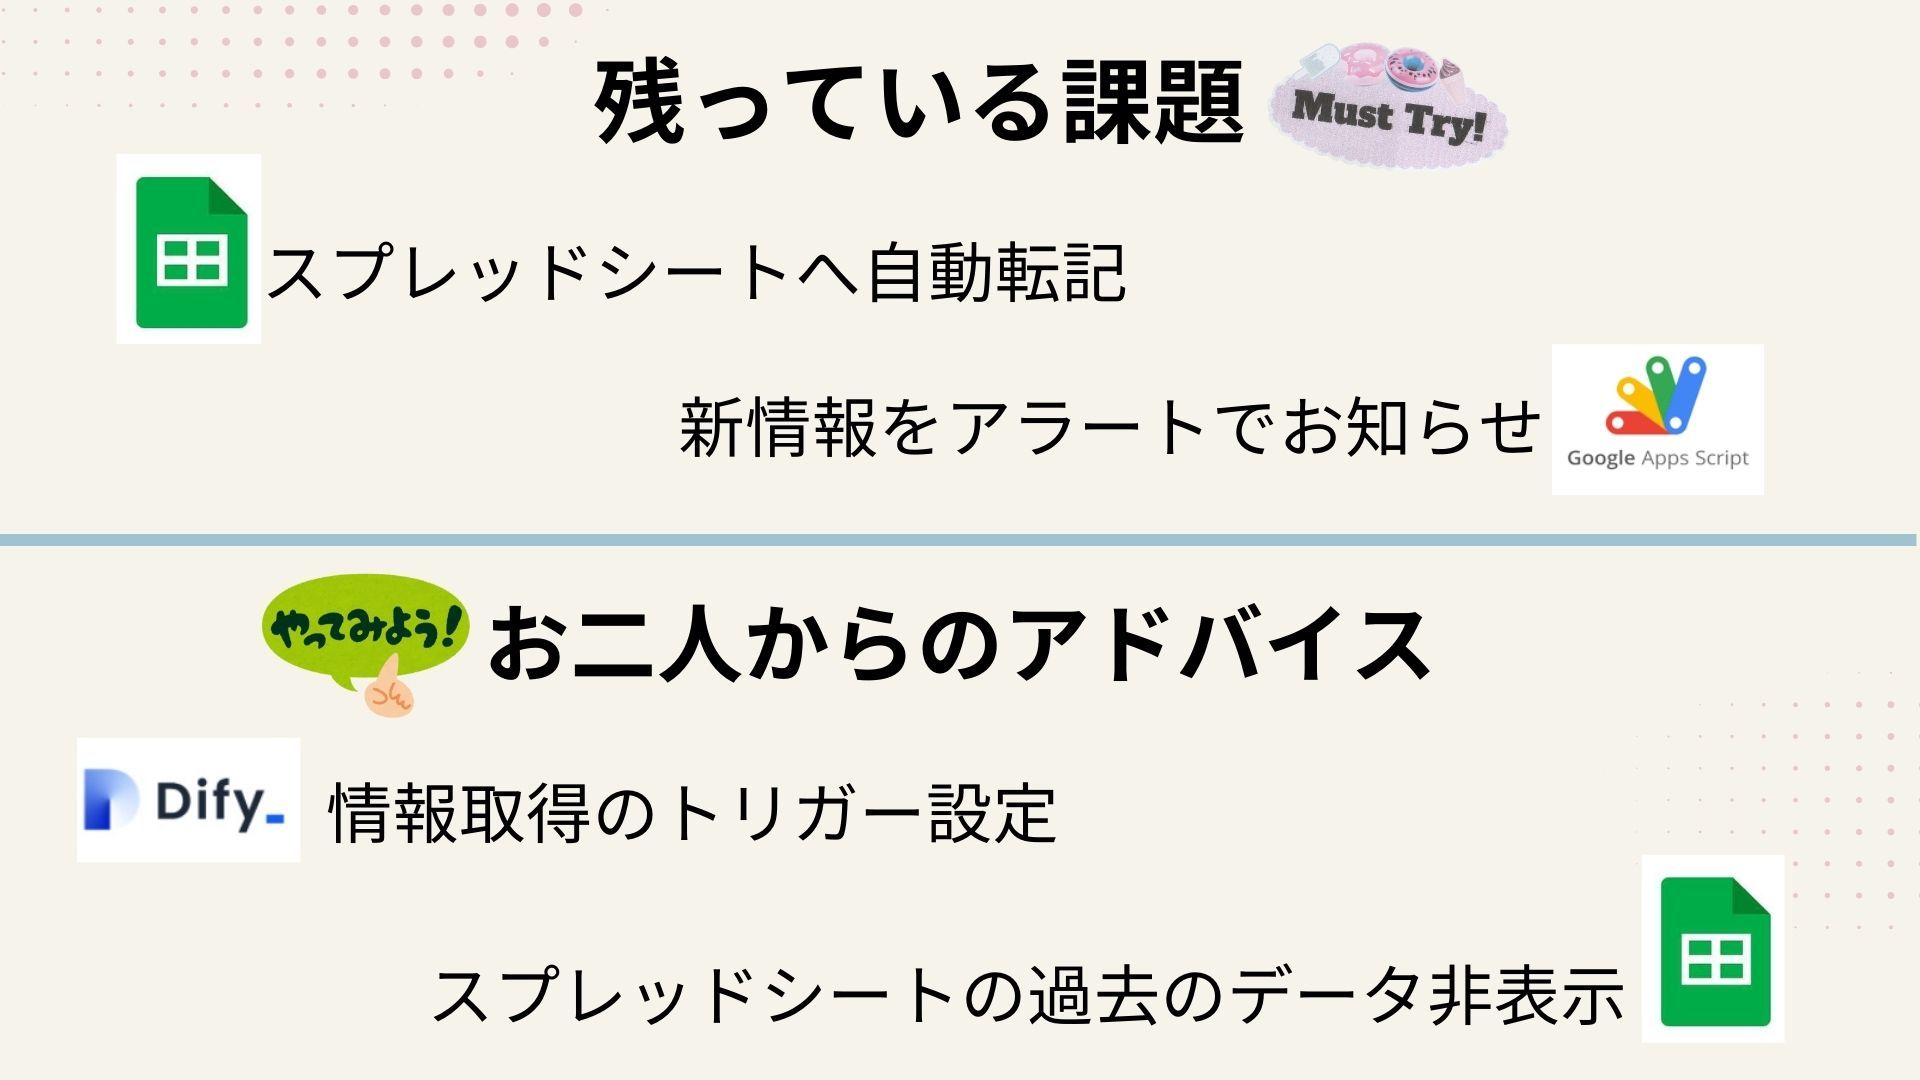 残っている課題
Must Try!
スプレッドシートへ自動転記
新情報をアラートでお知らせ
Google Apps Script
やってみよう!
お二人からのアドバイス
Dify_
情報取得のトリガー設定
スプレッドシートの過去のデータ非表示